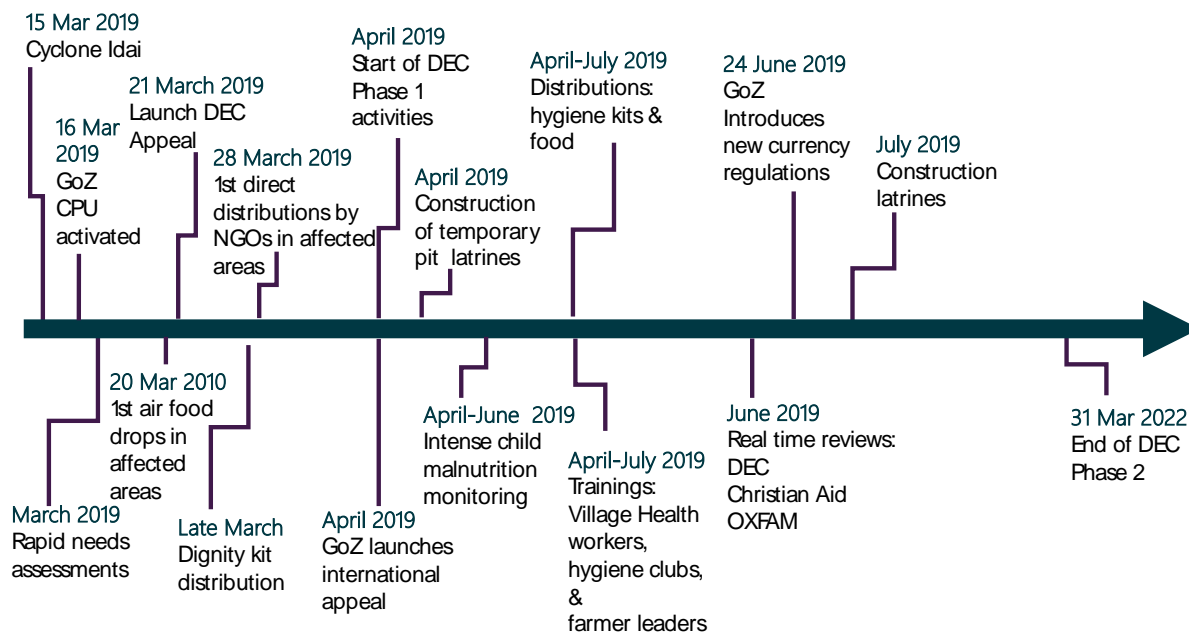 15 Mar 2019
Cyclone Idai
16 Mar
2019
GoZ
CPU
activated
21 March 2019
Launch DEC
Appeal
28 March 2019
1st direct
distributions by
NGOs in affected
areas
April 2019
Start of DEC
Phase 1
activities
April 2019
Construction
of temporary
pit latrines
April-July 2019
Distributions:
hygiene kits &
food
24 June 2019
GoZ
Introduces
new currency
regulations
July 2019
Construction
latrines
March 2019
Rapid needs
assessments
20 Mar 2010
1st air food
drops in
affected
areas
Late March
Dignity kit
distribution
April 2019
GoZ launches
international
appeal
April-June 2019
Intense child
malnutrition
monitoring
April-July 2019
Trainings:
Village Health
workers,
hygiene clubs,
&
farmer leaders
June 2019
Real time reviews:
DEC
Christian Aid
OXFAM
31 Mar 2022
End of DEC
Phase 2